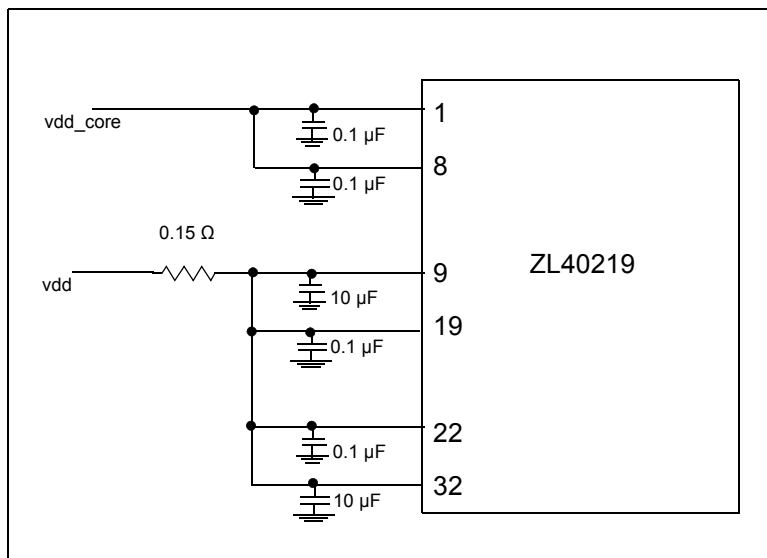 vdd_core
1
0.1 µF
8
0.1 µF
0.15 Ω
ZL40219
vdd
9
10 µF
19
0.1 µF
22
0.1 µF
32
10 µF